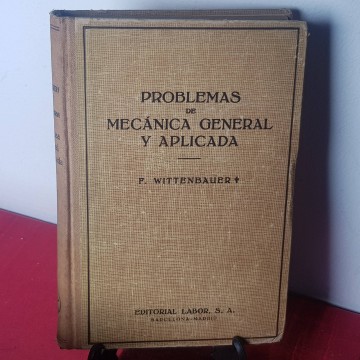 PROBLEMAS
DE
MECÁNICA GENERAL
Y APLICADA
F. WITTENBAUER ✝
EDITORIAL LABOR, S. A.
BARCELONA-MADRID